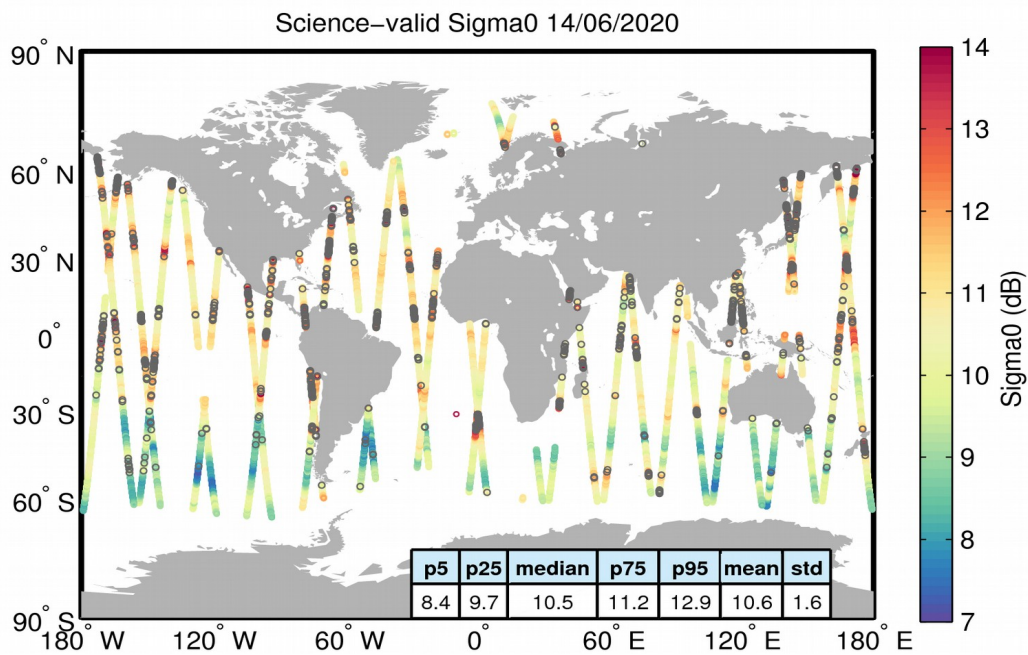 Science−valid Sigma0 14/06/2020
90° N
60° N
30° N
0°
30° S
60° S
90° S
180° W
120° W
60° W
0°
60° E
120° E
180° E
p5 p25 median p75 p95 mean std
8.4 9.7 10.5 11.2 12.9 10.6 1.6
14
13
12
11
10
9
8
7
Sigma0 (dB)